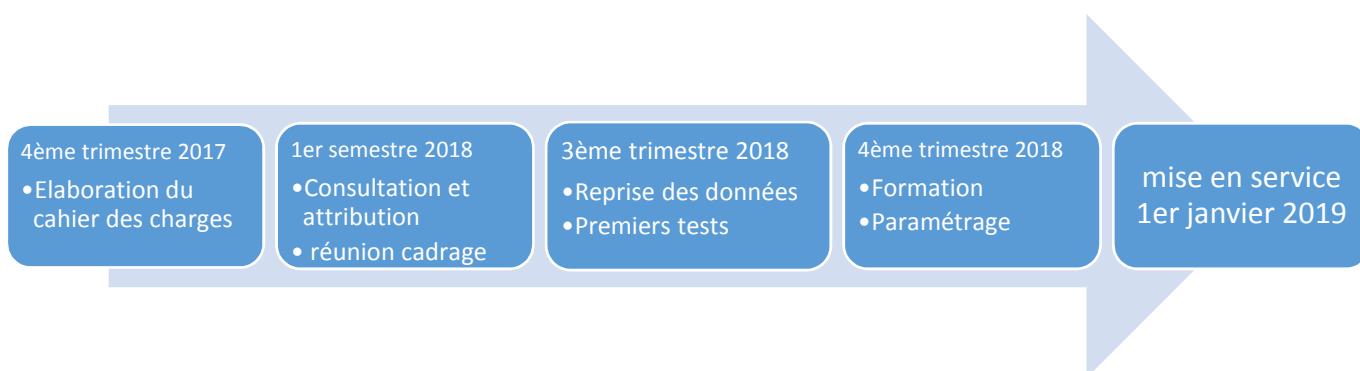 4ème trimestre 2017
•Elaboration du
cahier des charges
1er semestre 2018
•Consultation et
attribution
• réunion cadrage
3ème trimestre 2018
•Reprise des données
•Premiers tests
4ème trimestre 2018
•Formation
•Paramétrage
mise en service
1er janvier 2019